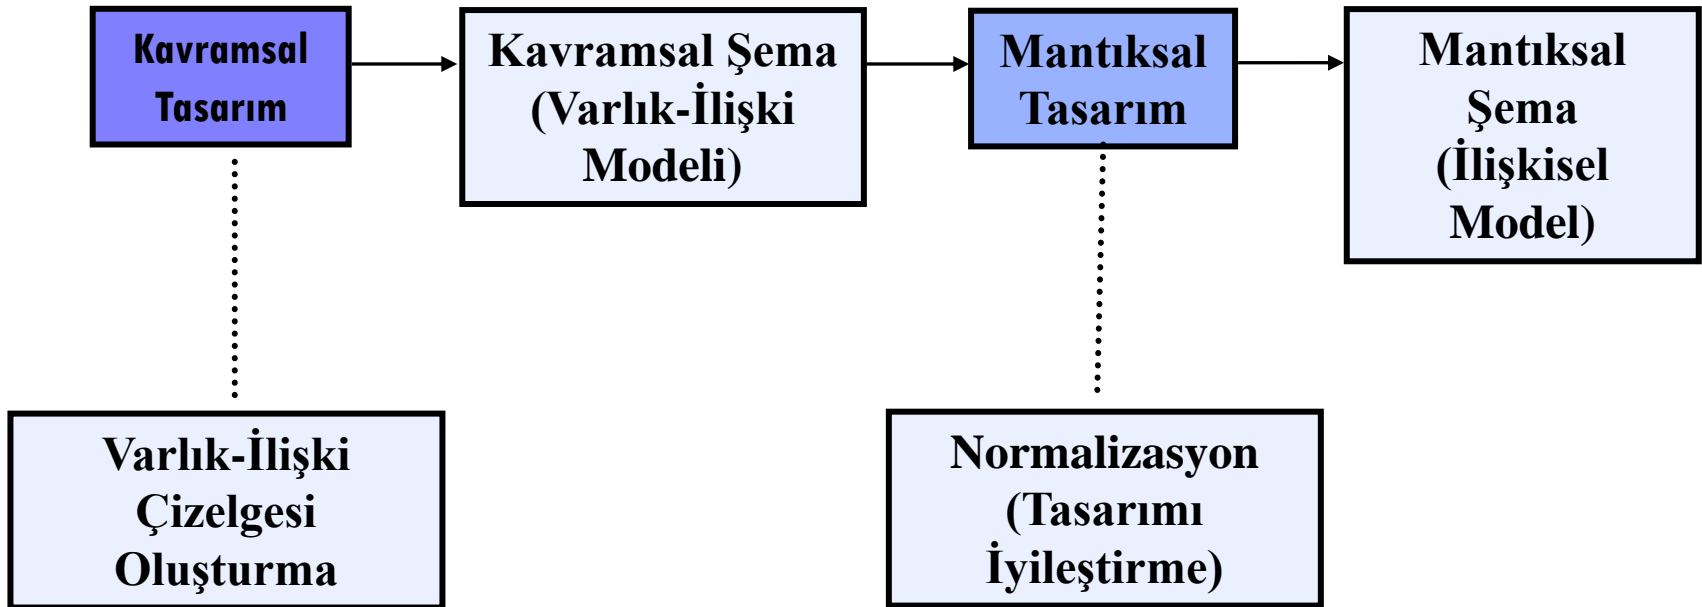 Kavramsal
Tasarım
Kavramsal Şema
(Varlık-İlişki
Modeli)
Mantıksal
Tasarım
Mantıksal
Şema
(İlişkisel
Model)
Varlık-İlişki
Çizelgesi
Oluşturma
Normalizasyon
(Tasarımı
İyileştirme)